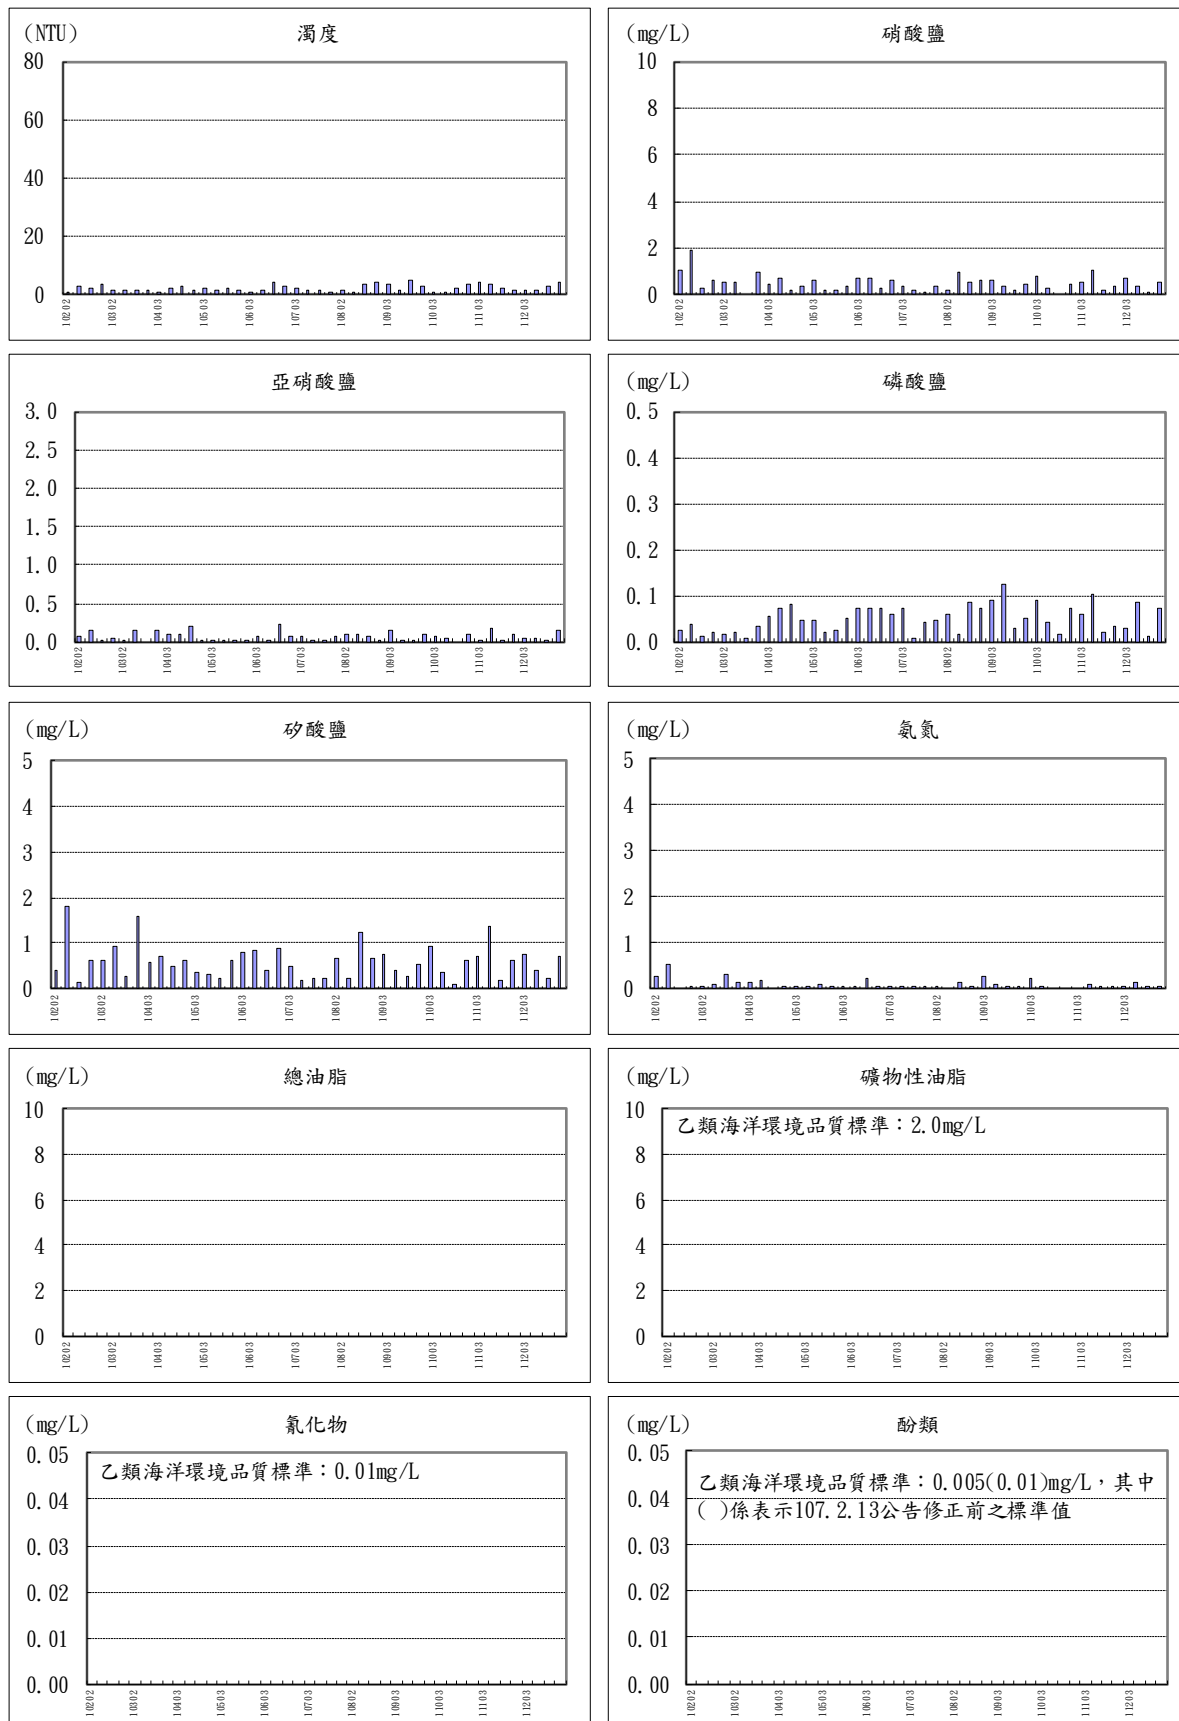 (NTU) 濁度
80
60
40
20
0
10202 10302 10403 10503 10603 10703 10802 10903 11003 11103 11203
(mg/L) 硝酸鹽
10
8
6
4
2
0
10202 10302 10403 10503 10603 10703 10802 10903 11003 11103 11203
亞硝酸鹽
3.0
2.5
2.0
1.5
1.0
0.5
0.0
10202 10302 10403 10503 10603 10703 10802 10903 11003 11103 11203
(mg/L) 磷酸鹽
0.5
0.4
0.3
0.2
0.1
0.0
10202 10302 10403 10503 10603 10703 10802 10903 11003 11103 11203
(mg/L) 矽酸鹽
5
4
3
2
1
0
10202 10302 10403 10503 10603 10703 10802 10903 11003 11103 11203
(mg/L) 氨氮
5
4
3
2
1
0
10202 10302 10403 10503 10603 10703 10802 10903 11003 11103 11203
(mg/L) 總油脂
10
8
6
4
2
0
10202 10302 10403 10503 10603 10703 10802 10903 11003 11103 11203
(mg/L) 礦物性油脂
10
乙類海洋環境品質標準：2.0mg/L
8
6
4
2
0
10202 10302 10403 10503 10603 10703 10802 10903 11003 11103 11203
(mg/L) 氰化物
0.05
乙類海洋環境品質標準：0.01mg/L
0.04
0.03
0.02
0.01
0.00
10202 10302 10403 10503 10603 10703 10802 10903 11003 11103 11203
(mg/L) 酚類
0.05
乙類海洋環境品質標準：0.005(0.01)mg/L，其中
( )係表示107.2.13公告修正前之標準值
0.04
0.03
0.02
0.01
0.00
10202 10302 10403 10503 10603 10703 10802 10903 11003 11103 11203